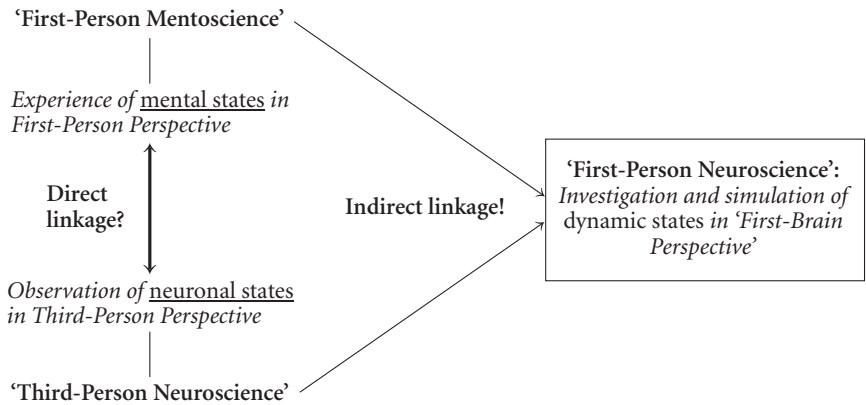 ‘First-Person Mentoscience’
Experience of mental states in
First-Person Perspective
Direct
linkage?
Observation of neuronal states
in Third-Person Perspective
‘Third-Person Neuroscience’
Indirect linkage!
‘First-Person Neuroscience’:
Investigation and simulation of
dynamic states in ‘First-Brain
Perspective’